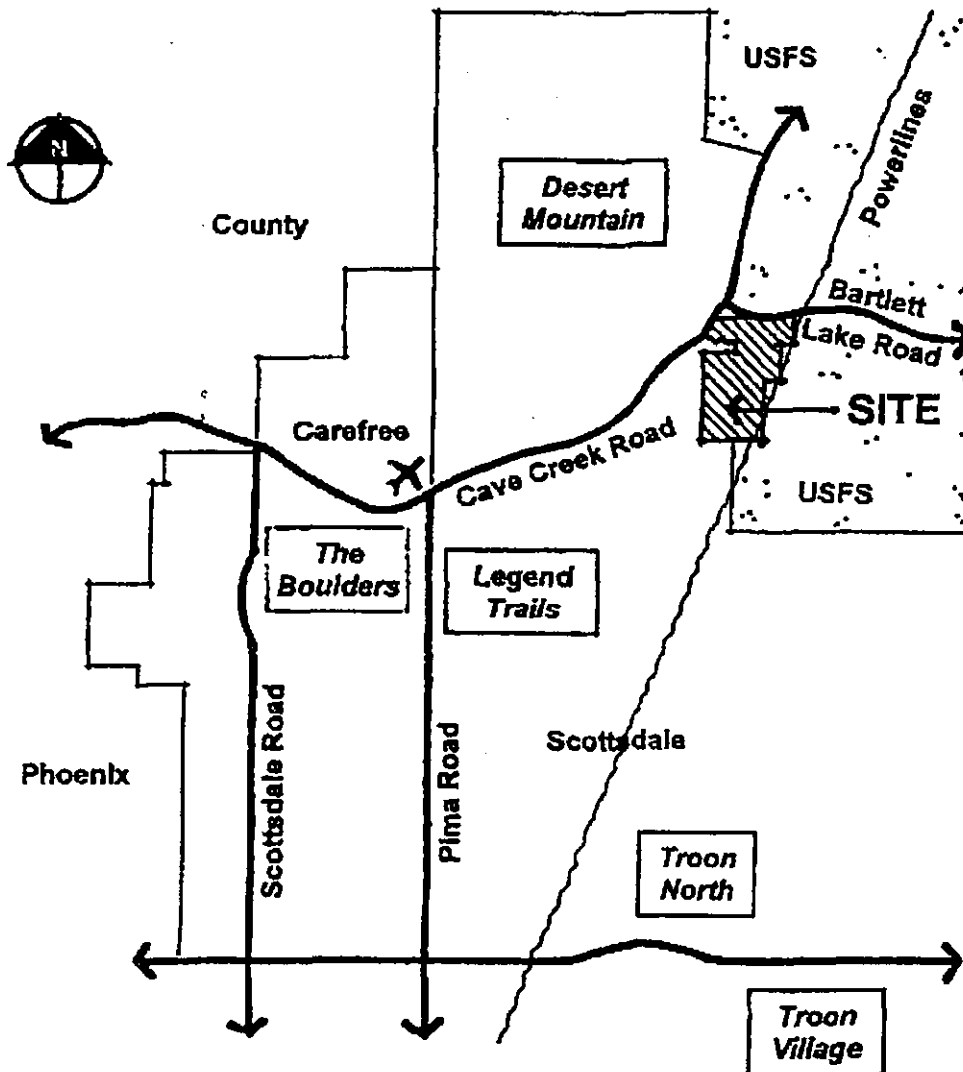 USFS
Powerlines
N
Desert
Mountain
County
Bartlett
Lake Road
SITE
Carefree
Cave Creek Road
USFS
The
Boulders
Legend
Trails
Scottsdale Road
Pima Road
Scottsdale
Phoenix
Troon
North
Troon
Village